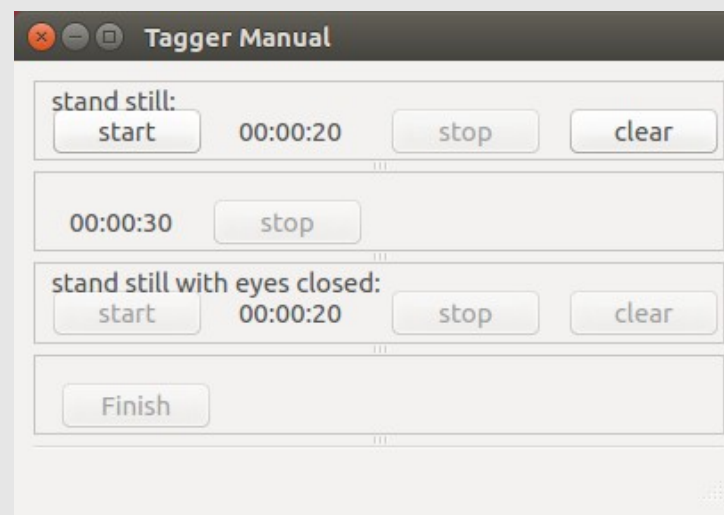 Tagger Manual
stand still:
start 00:00:20 stop clear
00:00:30 stop
stand still with eyes closed:
start 00:00:20 stop clear
Finish